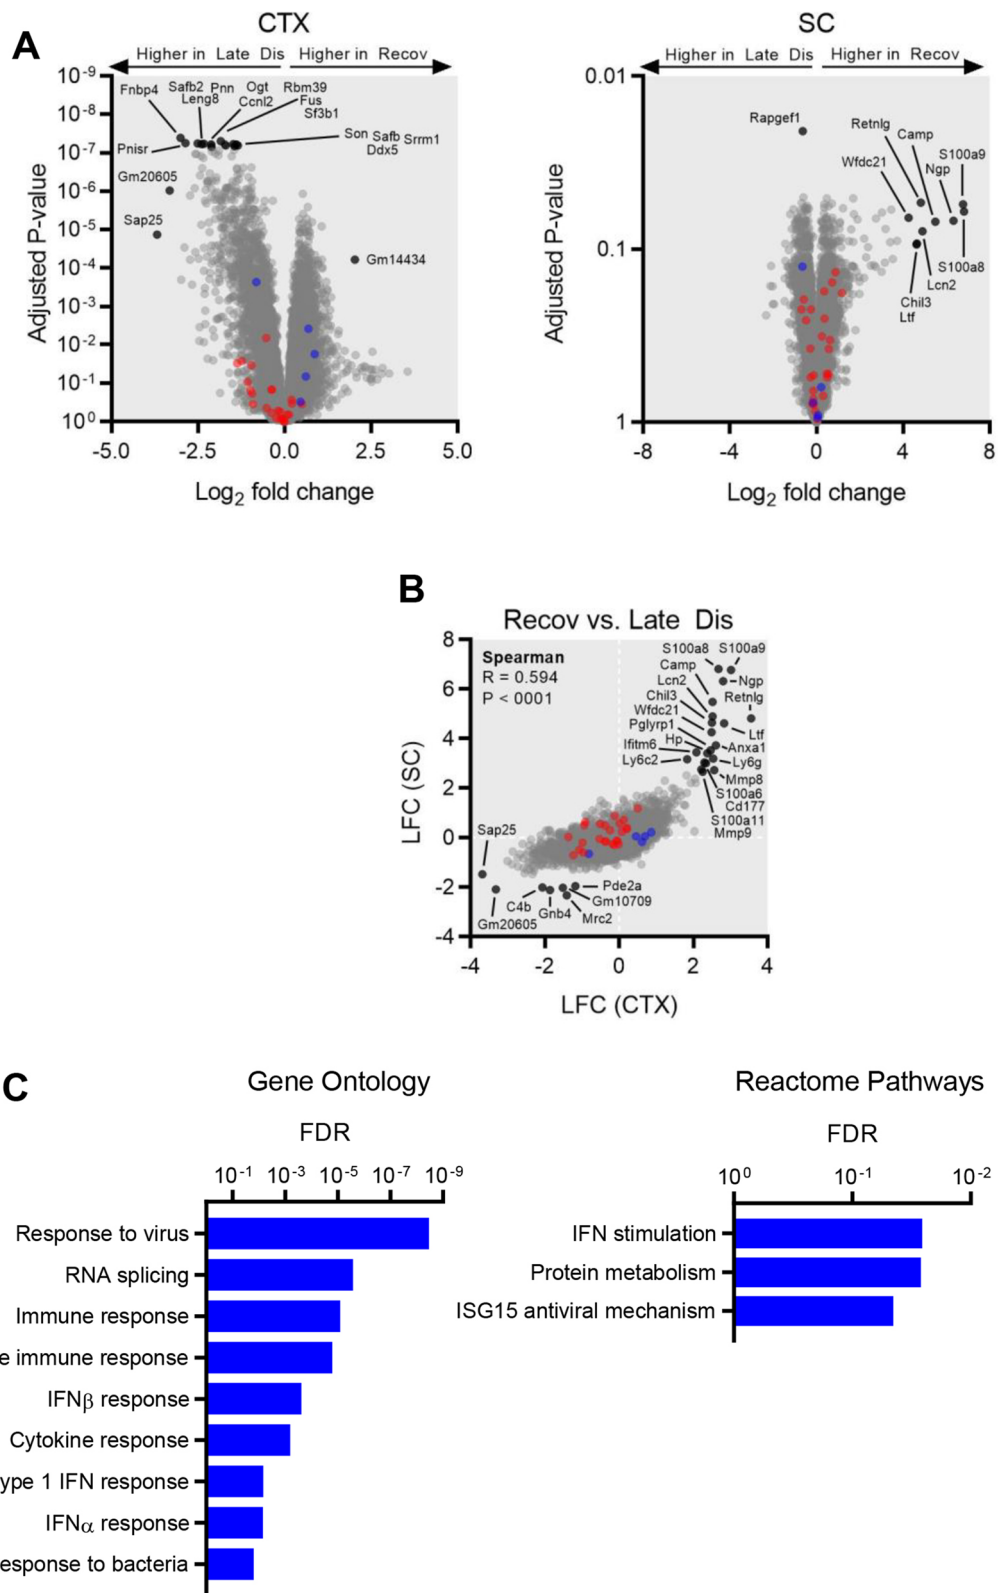 A
CTX
Higher in Late Dis Higher in Recov
10-9
10-8
10-7
10-6
10-5
10-4
10-3
10-2
10-1
100
Adjusted P-value
Fnbp4
Safb2
Pnn
Ogt
Rbm39
Leng8
Ccnl2
Fus
Sf3b1
Pnisr
Son
Safb
Srrm1
Ddx5
Gm20605
Sap25
Gm14434
-5.0 -2.5 0.0 2.5 5.0
Log2 fold change
SC
Higher in Late Dis Higher in Recov
0.01
0.1
1
Adjusted P-value
Rapgef1
Retnlg
Camp
Wfdc21
S100a9
Ngp
S100a8
Lcn2
Chil3
Ltf
-8 -4 0 4 8
Log2 fold change
B
Recov vs. Late Dis
8
6
4
2
0
-2
-4
LFC (SC)
Spearman
R = 0.594
P < 0001
S100a8
S100a9
Camp
Ngp
Lcn2
Retnlg
Chil3
Wfdc21
Pglyrp1
Ltf
Hp
Ifitm6
Anxa1
Ly6c2
Ly6g
Mmp8
S100a6
Cd177
S100a11
Mmp9
Sap25
Pde2a
C4b
Gm10709
Gnb4
Mrc2
Gm20605
-4 -2 0 2 4
LFC (CTX)
C
Gene Ontology
FDR
10-1 10-3 10-5 10-7 10-9
Response to virus
RNA splicing
Immune response
e immune response
IFNβ response
Cytokine response
ype 1 IFN response
IFNα response
esponse to bacteria
Reactome Pathways
FDR
100 10-1 10-2
IFN stimulation
Protein metabolism
ISG15 antiviral mechanism